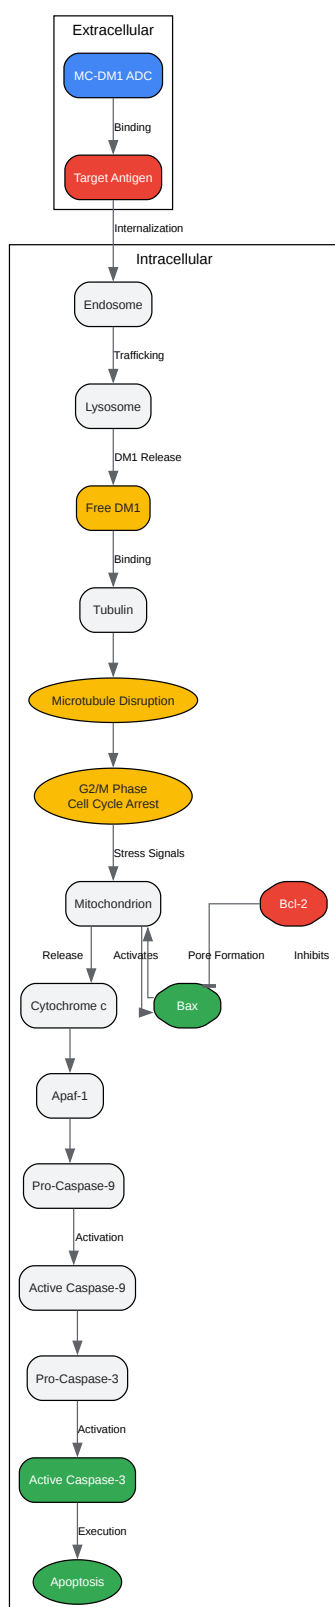 Extracellular
MC-DM1 ADC
Binding
Target Antigen
Internalization
Intracellular
Endosome
Trafficking
Lysosome
DM1 Release
Free DM1
Binding
Tubulin
Microtubule Disruption
G2/M Phase
Cell Cycle Arrest
Stress Signals
Mitochondrion
Bcl-2
Release
Activates
Pore Formation
Inhibits
Cytochrome c
Bax
Apaf-1
Pro-Caspase-9
Activation
Active Caspase-9
Pro-Caspase-3
Activation
Active Caspase-3
Execution
Apoptosis